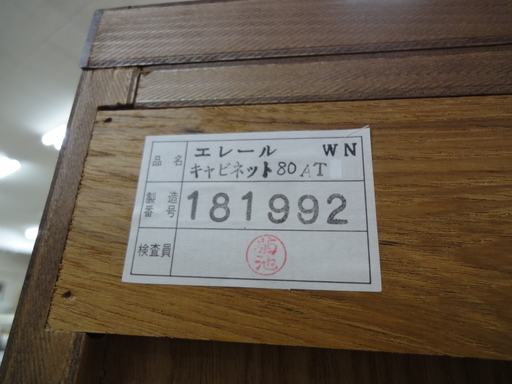 品名 エレール WN
キャビネット80AT
製造番号 181992
検査員 菊池